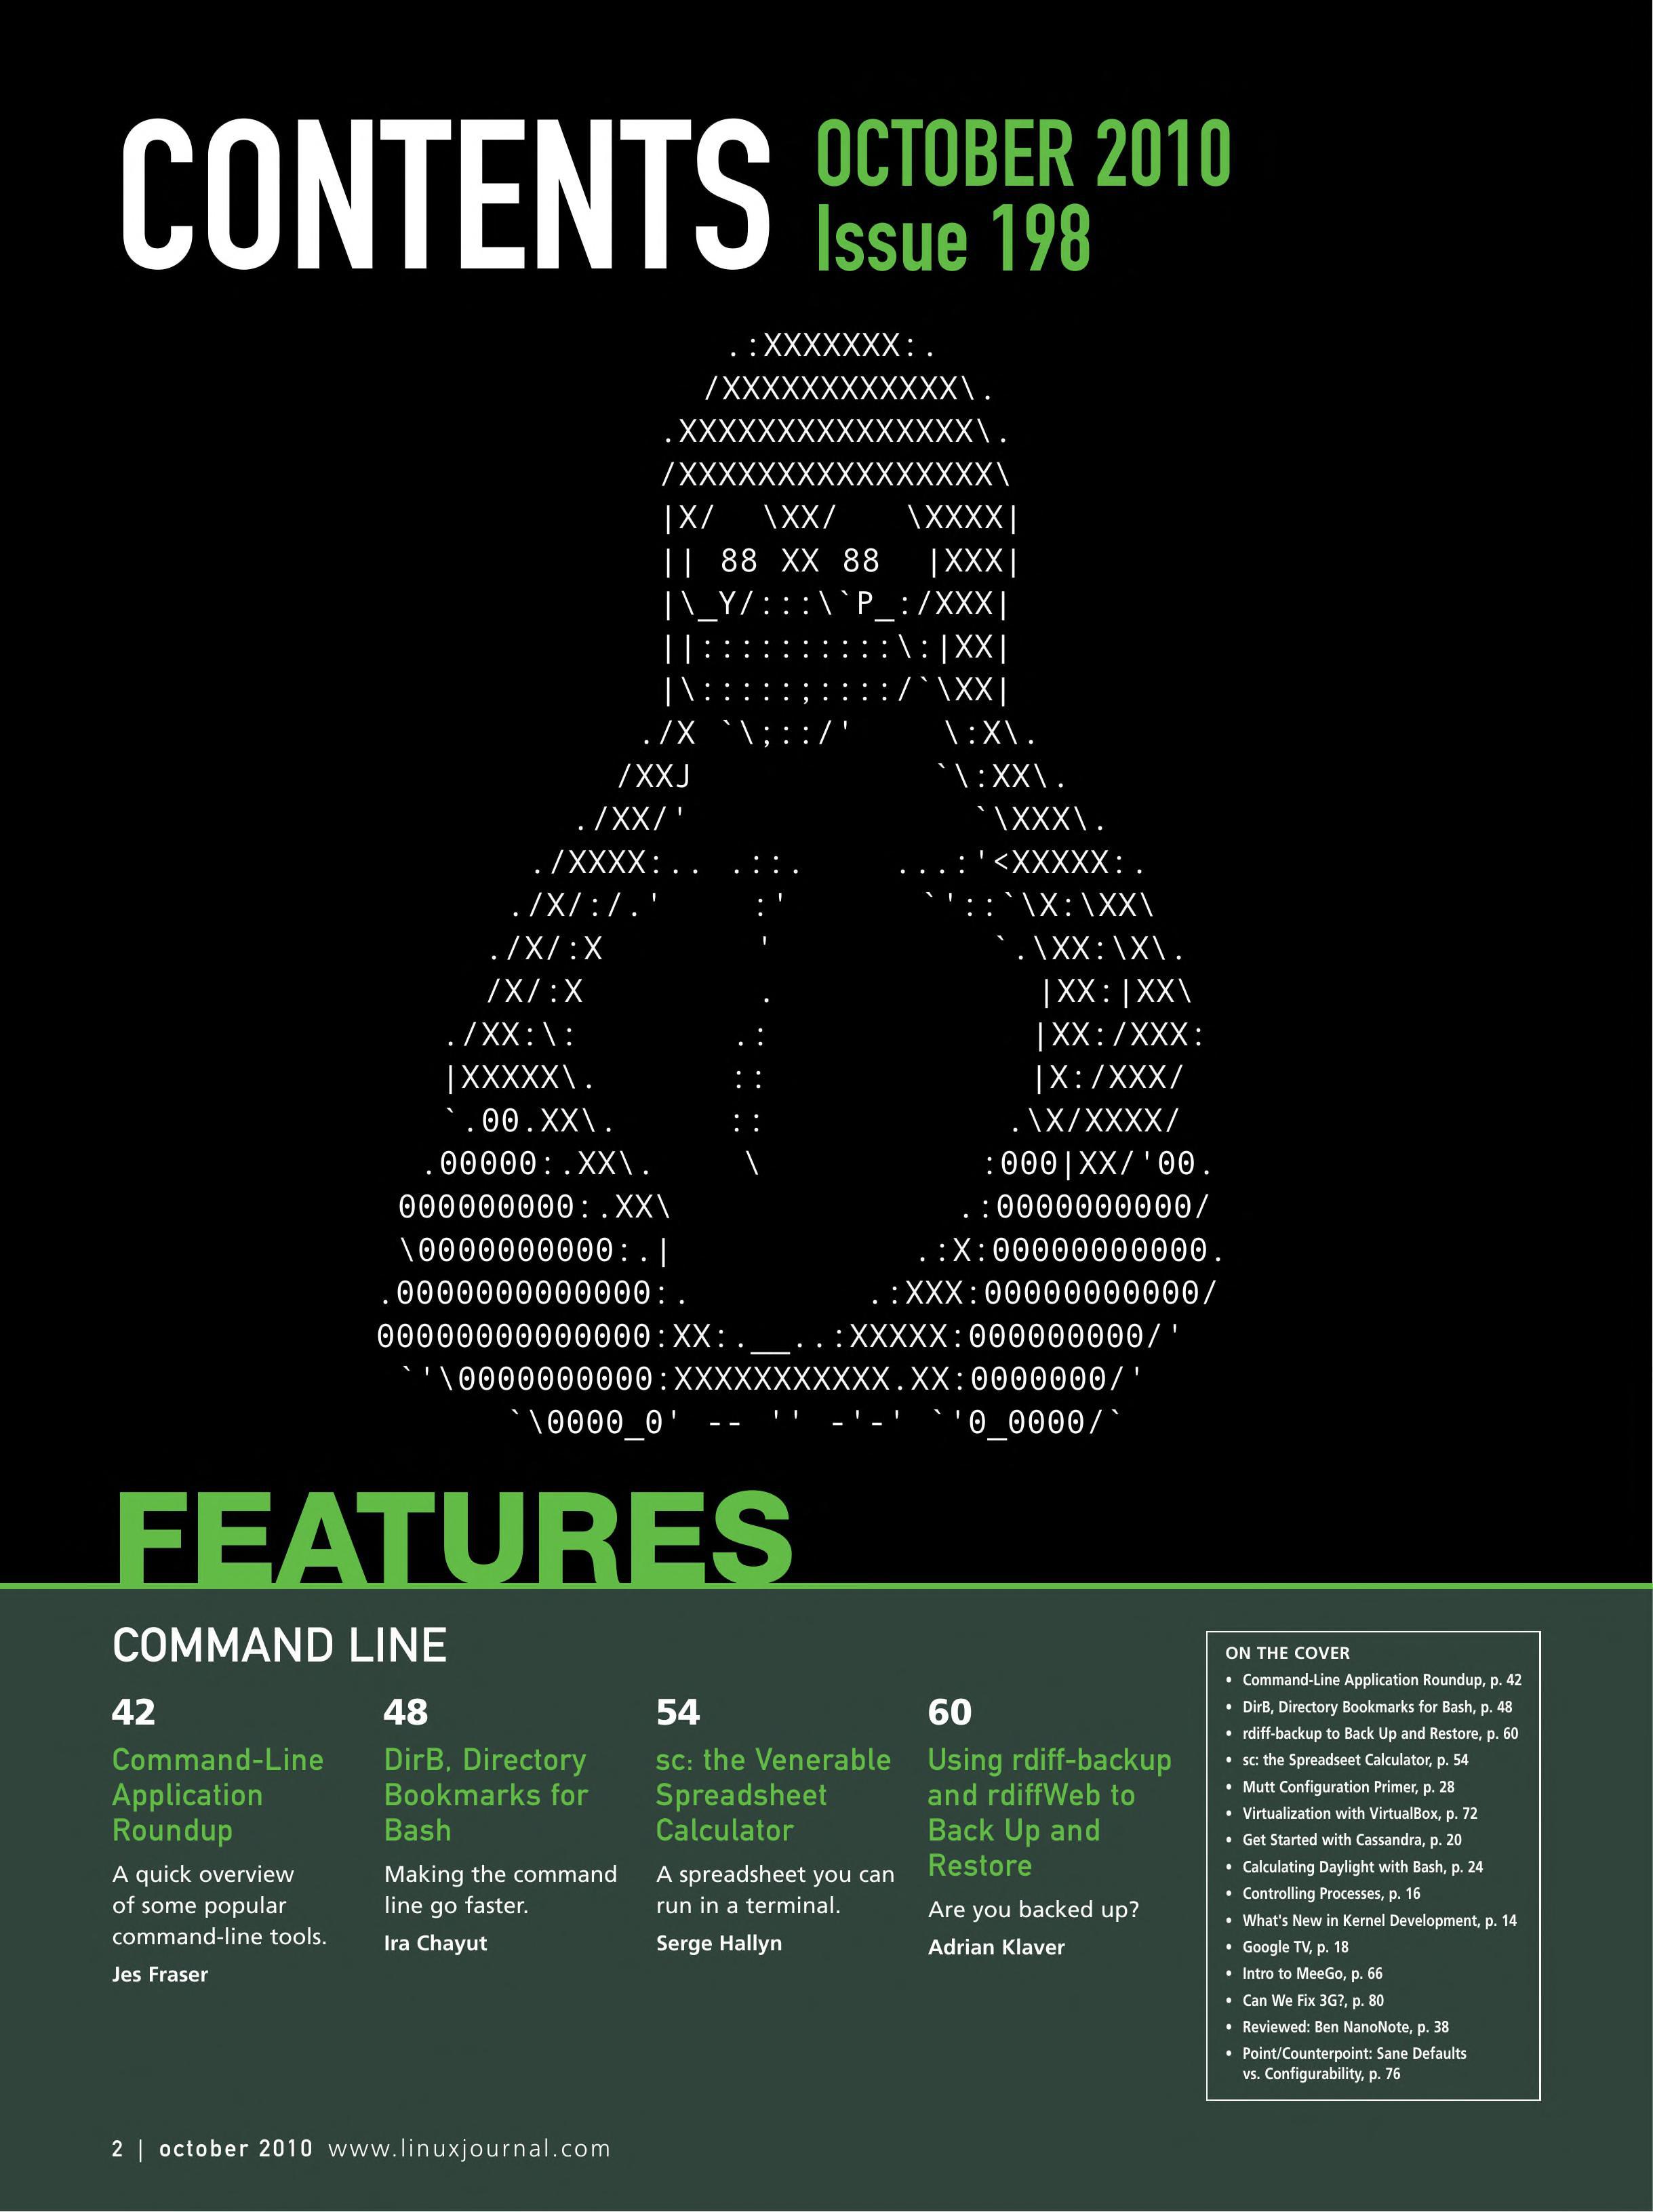 CONTENTS
OCTOBER 2010
Issue 198
.:XXXXXXX:.
/XXXXXXXXXXXX\.
.XXXXXXXXXXXXXXX\.
/XXXXXXXXXXXXXXXX\
|X/   \XX/    \XXXX|
|| 88 XX 88  |XXX|
|\_Y/:::\`P_:/XXX|
||::::::::::\:|XX|
|\:::::;::::/`\XX|
./X `\;::/'     \:X\.
/XXJ             `\:XX\.
./XX/'               `\XXX\.
./XXXX:.. .::.     ...:'<XXXXX:.
./X/:/.'     :'       `'::`\X:\XX\
./X/:X        '            `.\XX:\X\.
/X/:X         .              |XX:|XX\
./XX:\:        .:              |XX:/XXX:
|XXXXX\.       ::              |X:/XXX/
`.00.XX\.      ::             .\X/XXXX/
.00000:.XX\.     \            :000|XX/'00.
000000000:.XX\               .:0000000000/
\0000000000:.|             .:X:00000000000.
.0000000000000:.         .:XXX:00000000000/
00000000000000:XX:.__..:XXXXX:000000000/'
`'\0000000000:XXXXXXXXXXX.XX:0000000/'
`\0000_0' -- '' -'-' `'0_0000/`
FEATURES
COMMAND LINE
42
Command-Line
Application
Roundup
A quick overview
of some popular
command-line tools.
Jes Fraser
48
DirB, Directory
Bookmarks for
Bash
Making the command
line go faster.
Ira Chayut
54
sc: the Venerable
Spreadsheet
Calculator
A spreadsheet you can
run in a terminal.
Serge Hallyn
60
Using rdiff-backup
and rdiffWeb to
Back Up and
Restore
Are you backed up?
Adrian Klaver
ON THE COVER
• Command-Line Application Roundup, p. 42
• DirB, Directory Bookmarks for Bash, p. 48
• rdiff-backup to Back Up and Restore, p. 60
• sc: the Spreadseet Calculator, p. 54
• Mutt Configuration Primer, p. 28
• Virtualization with VirtualBox, p. 72
• Get Started with Cassandra, p. 20
• Calculating Daylight with Bash, p. 24
• Controlling Processes, p. 16
• What's New in Kernel Development, p. 14
• Google TV, p. 18
• Intro to MeeGo, p. 66
• Can We Fix 3G?, p. 80
• Reviewed: Ben NanoNote, p. 38
• Point/Counterpoint: Sane Defaults
vs. Configurability, p. 76
2 | october 2010 www.linuxjournal.com